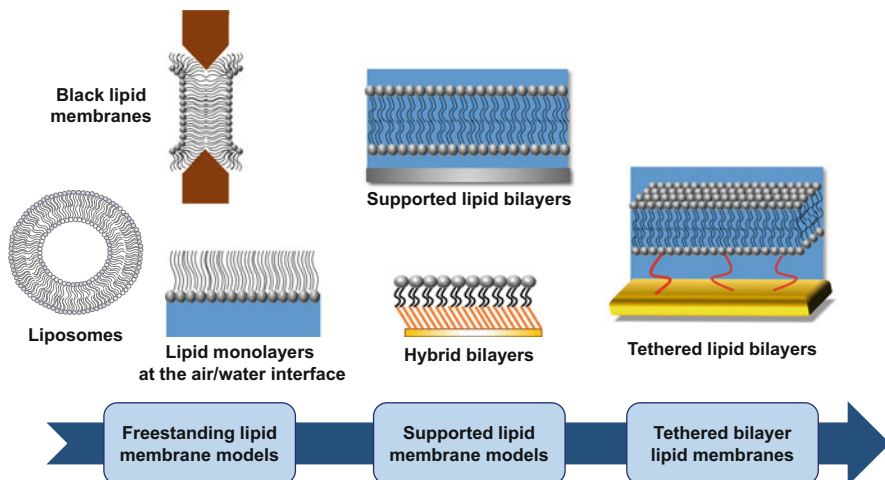 Black lipid
membranes
Supported lipid bilayers
Liposomes
Lipid monolayers
at the air/water interface
Hybrid bilayers
Tethered lipid bilayers
Freestanding lipid
membrane models
Supported lipid
membrane models
Tethered bilayer
lipid membranes